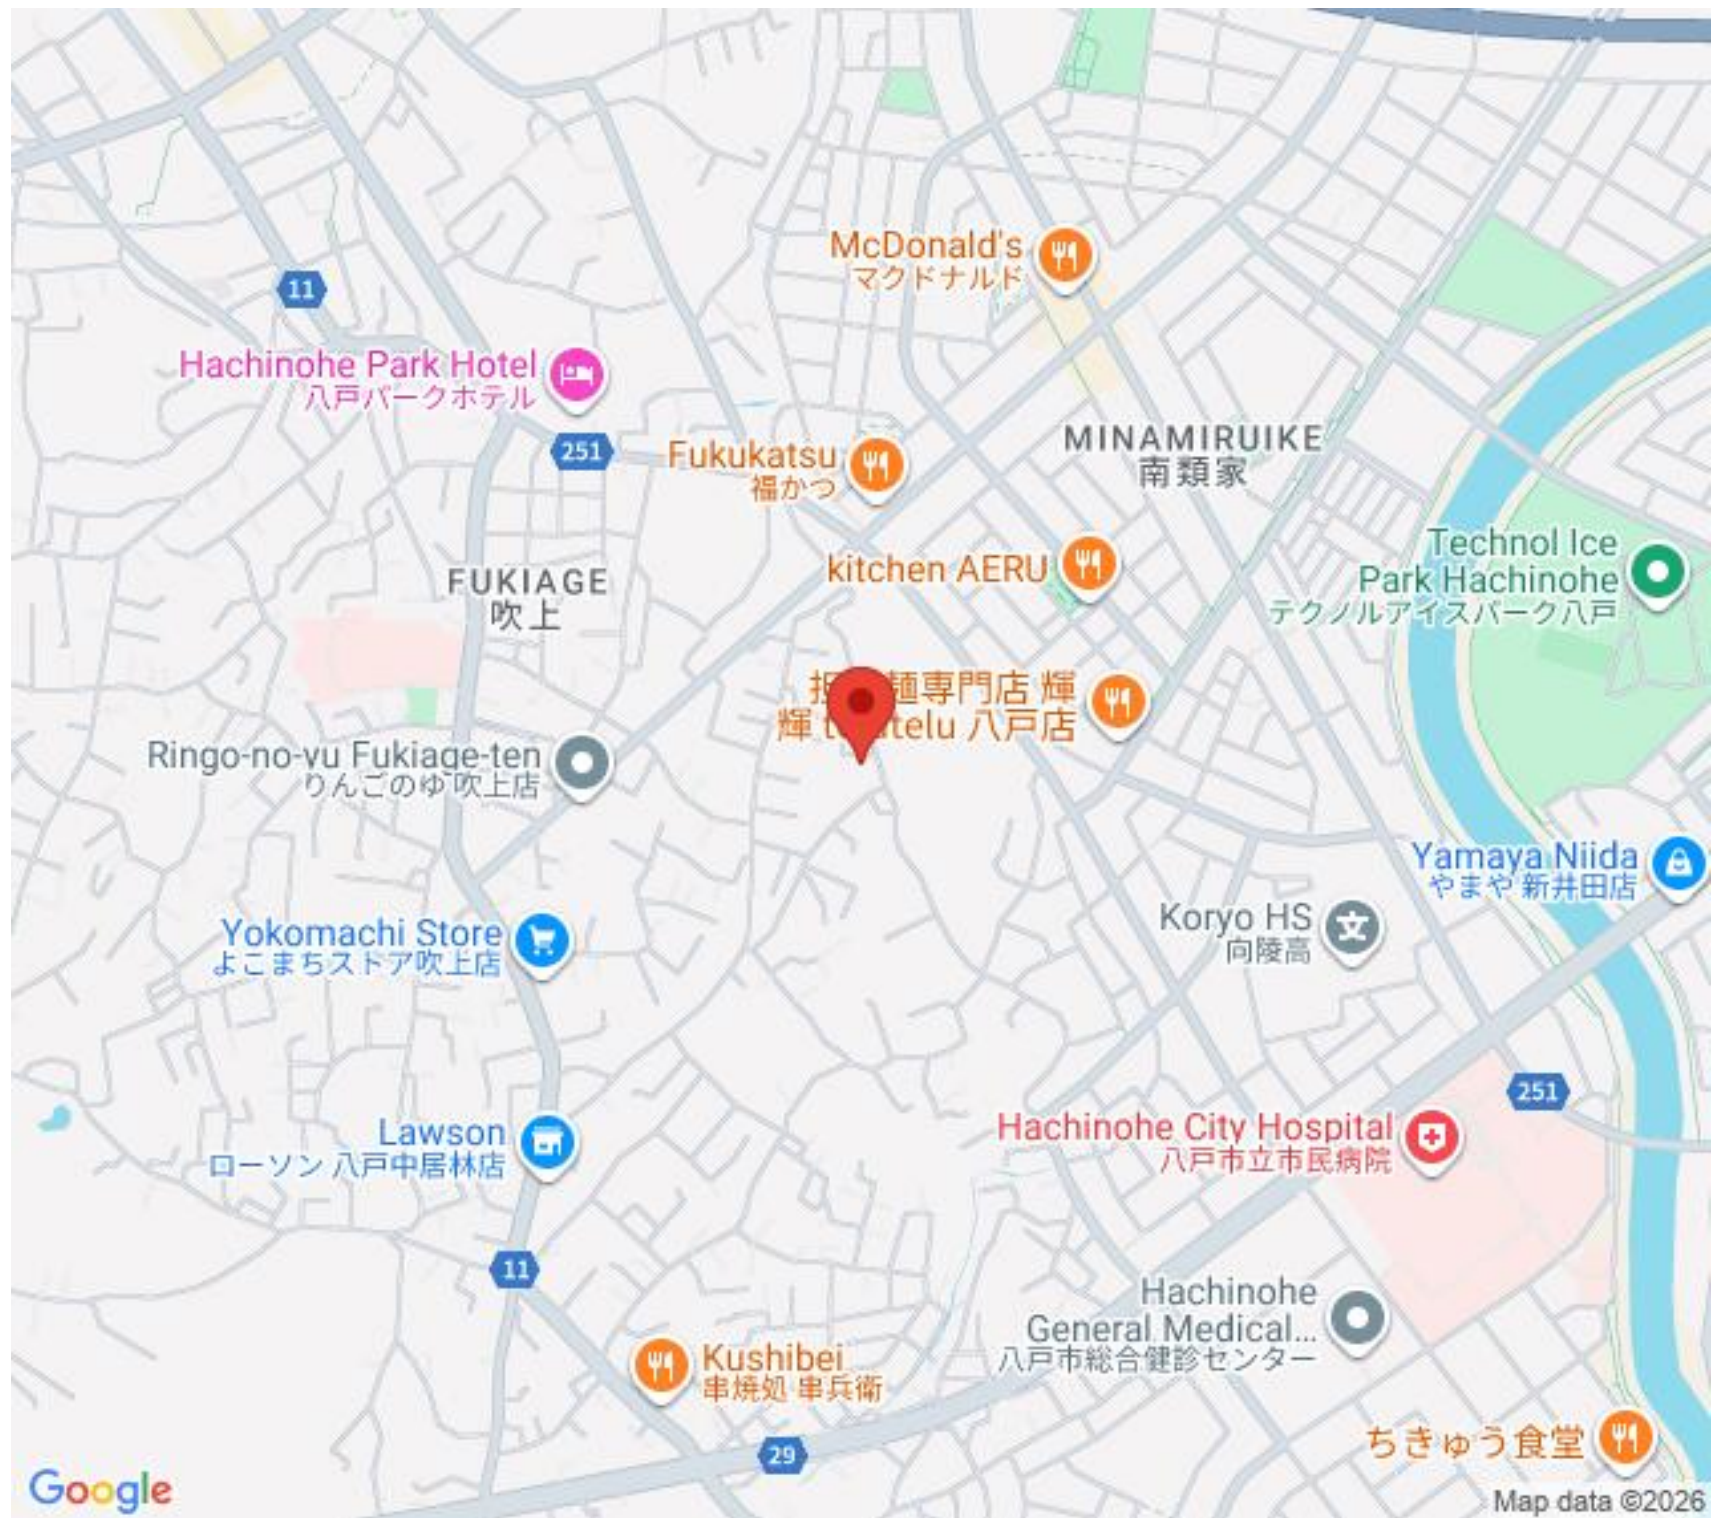 McDonald's
マクドナルド
11
Hachinohe Park Hotel
八戸パークホテル
251
Fukukatsu
福かつ
MINAMIRUIKE
南類家
kitchen AERU
Technol Ice
Park Hachinohe
テクノルアイスパーク八戸
FUKIAGE
吹上
麺専門店 輝
輝 t telu 八戸店
Ringo-no-yu Fukiage-ten
りんごのゆ 吹上店
Yamaya Niida
やまや 新井田店
Koryo HS
向陵高
Yokomachi Store
よこまちストア吹上店
251
Hachinohe City Hospital
八戸市立市民病院
Lawson
ローソン 八戸中居林店
11
Hachinohe
General Medical...
八戸市総合健診センター
Kushibei
串焼処 串兵衛
ちきゅう食堂
29
Google
Map data ©2026